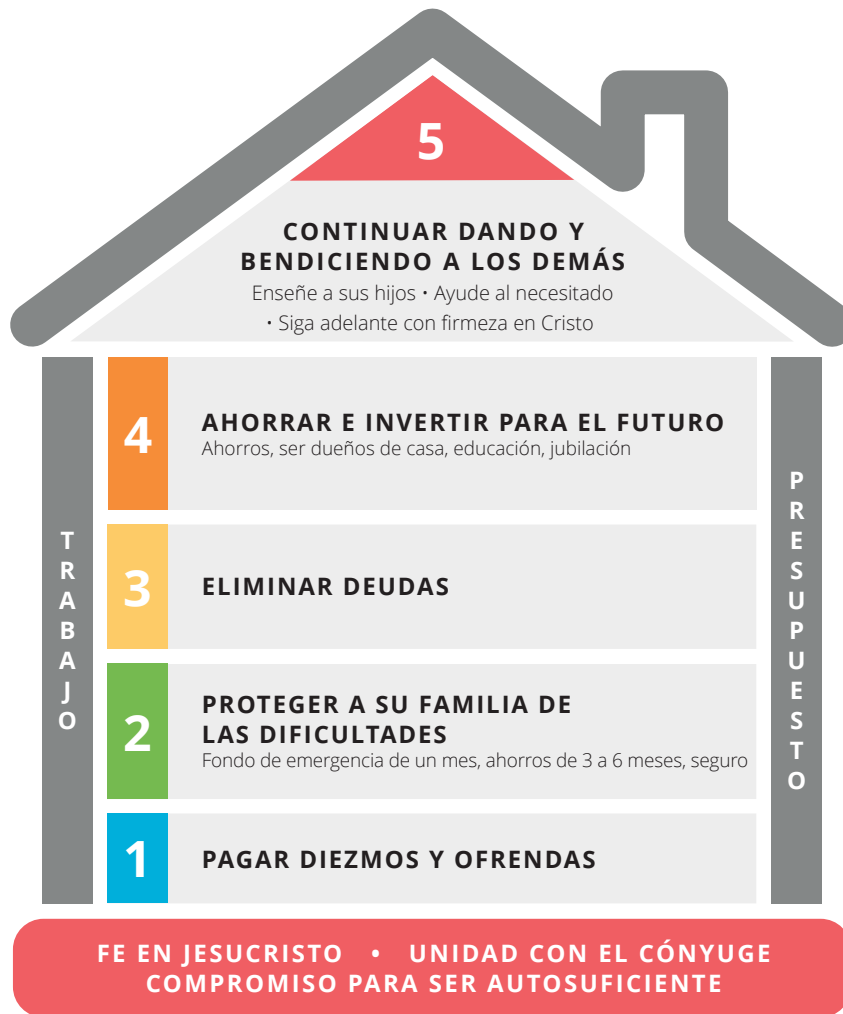 5
CONTINUAR DANDO Y
BENDICIENDO A LOS DEMÁS
Enseñe a sus hijos • Ayude al necesitado
• Siga adelante con firmeza en Cristo
4
AHORRAR E INVERTIR PARA EL FUTURO
Ahorros, ser dueños de casa, educación, jubilación
3
ELIMINAR DEUDAS
2
PROTEGER A SU FAMILIA DE
LAS DIFICULTADES
Fondo de emergencia de un mes, ahorros de 3 a 6 meses, seguro
1
PAGAR DIEZMOS Y OFRENDAS
TRABAJO
PRESUPUESTO
FE EN JESUCRISTO • UNIDAD CON EL CÓNYUGE
COMPROMISO PARA SER AUTOSUFICIENTE